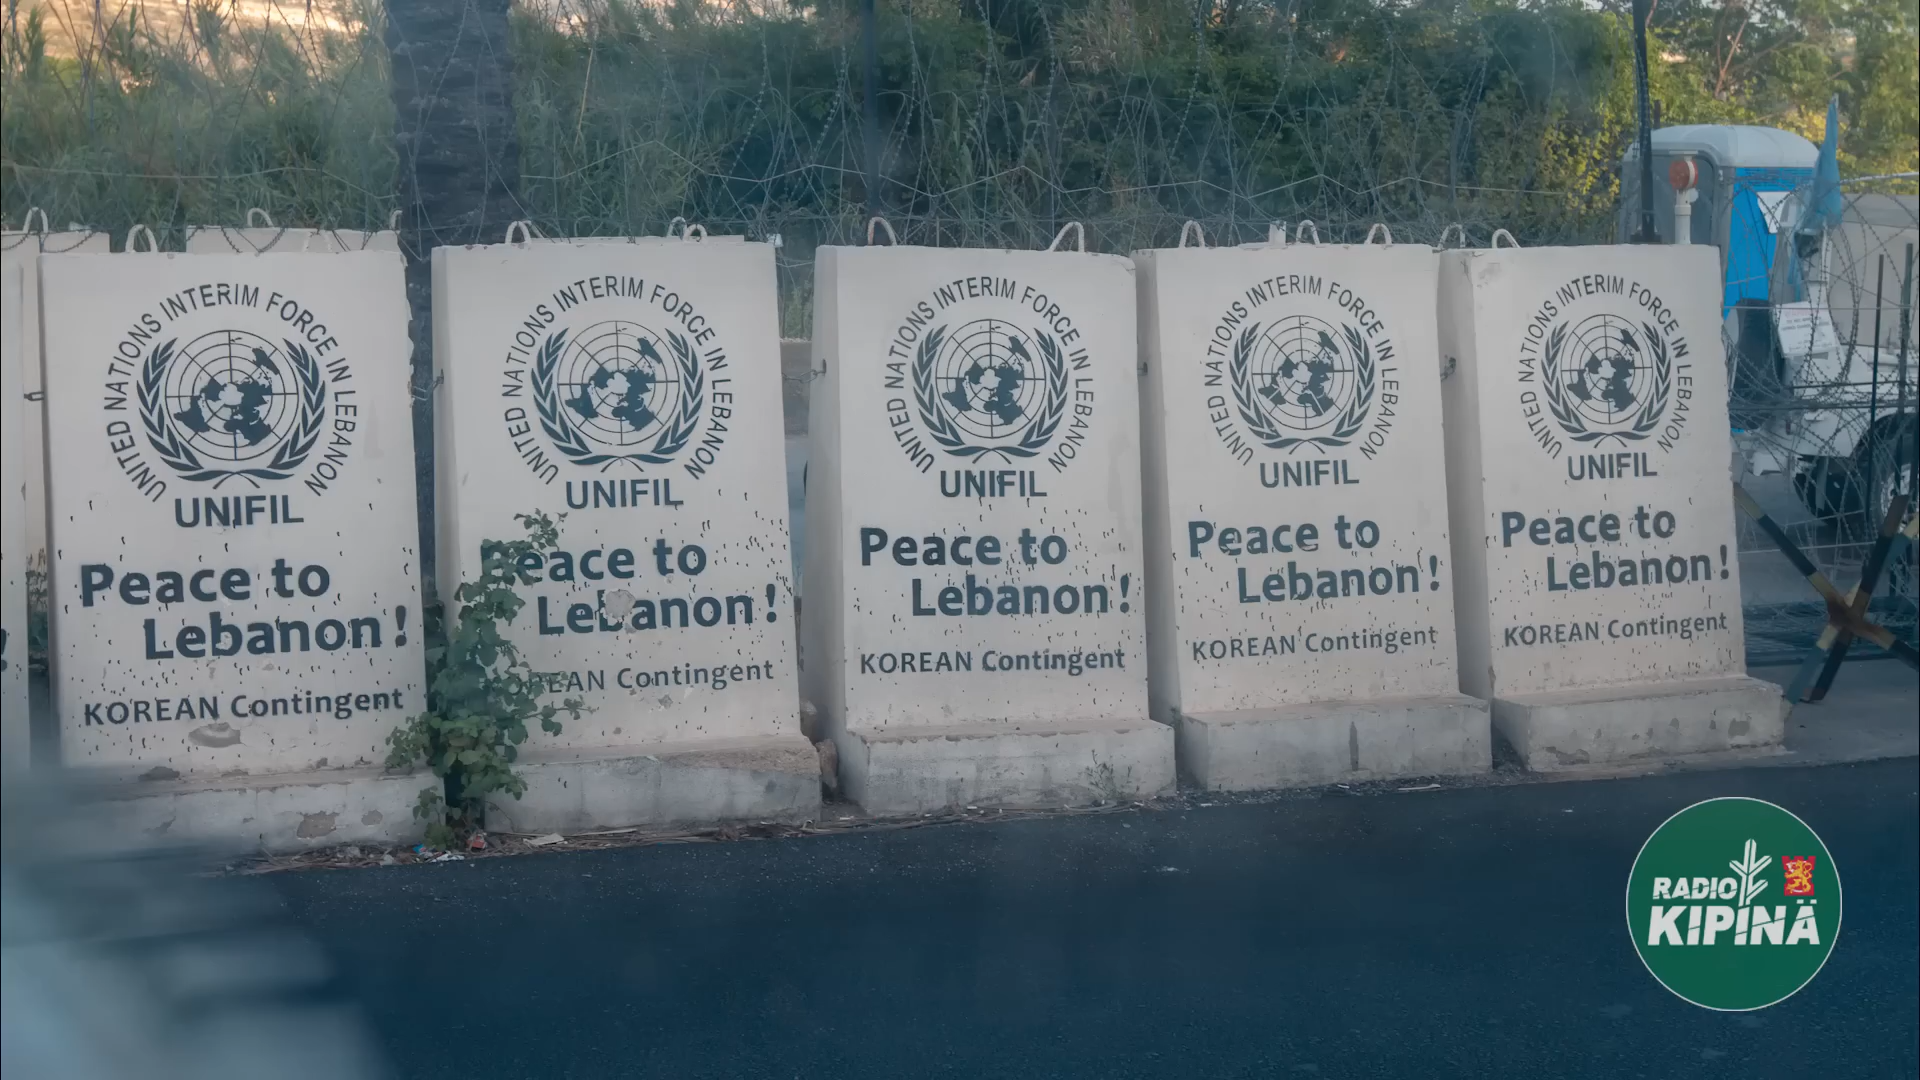 UNITED NATIONS INTERIM FORCE IN LEBANON
UNIFIL
Peace to
Lebanon!
KOREAN Contingent
UNITED NATIONS INTERIM FORCE IN LEBANON
UNIFIL
Peace to
Lebanon!
KOREAN Contingent
UNITED NATIONS INTERIM FORCE IN LEBANON
UNIFIL
Peace to
Lebanon!
KOREAN Contingent
UNITED NATIONS INTERIM FORCE IN LEBANON
UNIFIL
Peace to
Lebanon!
KOREAN Contingent
UNITED NATIONS INTERIM FORCE IN LEBANON
UNIFIL
Peace to
Lebanon!
KOREAN Contingent
RADIO
KIPINÄ